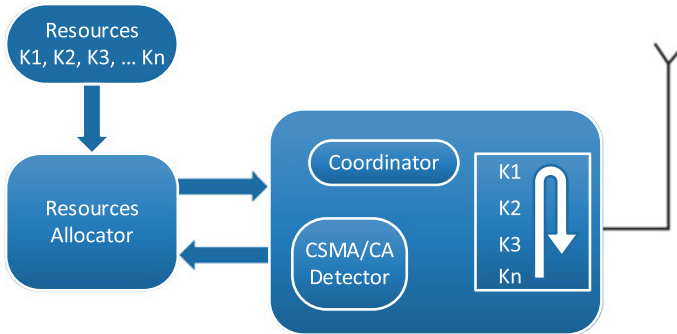 Resources
K1, K2, K3, ... Kn
Resources
Allocator
Coordinator
CSMA/CA
Detector
K1
K2
K3
Kn